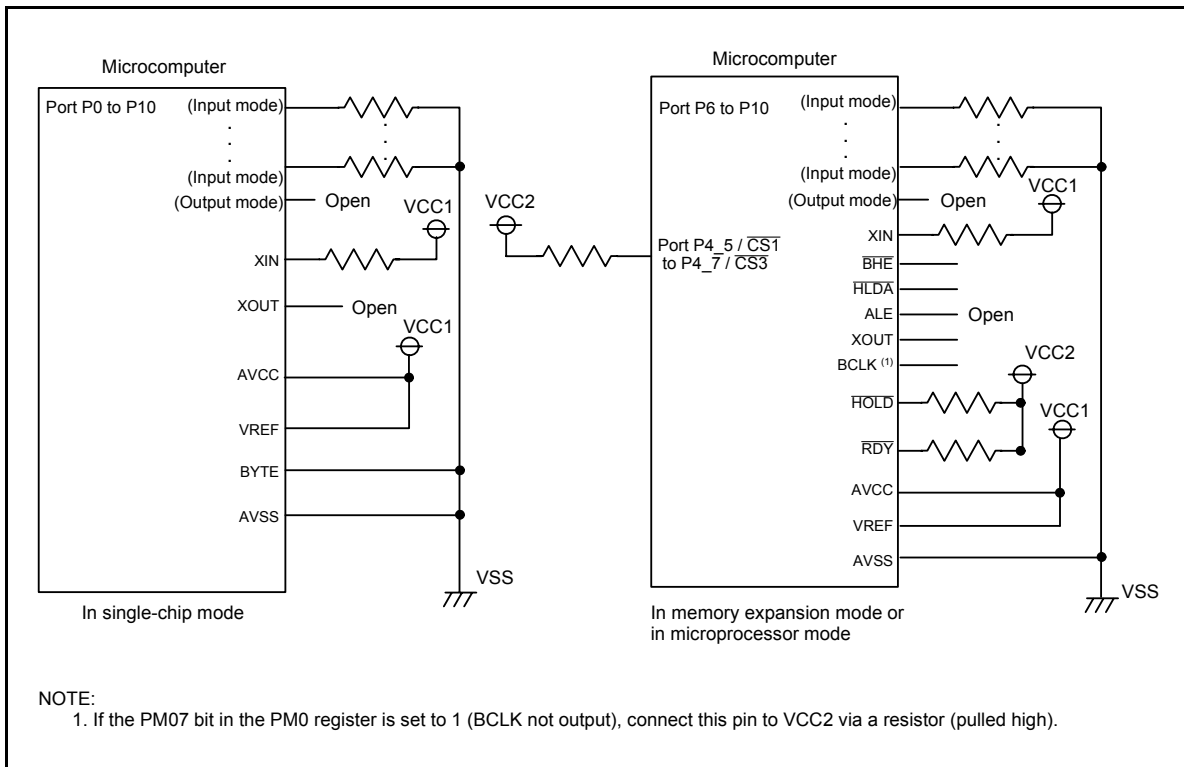 Microcomputer
Port P0 to P10
(Input mode)
(Input mode)
(Output mode)
Open
VCC1
XIN
XOUT
Open
VCC1
AVCC
VREF
BYTE
AVSS
VSS
In single-chip mode
Microcomputer
Port P6 to P10
(Input mode)
(Input mode)
(Output mode)
Open
VCC1
VCC2
Port P4_5 / CS1
to P4_7 / CS3
XIN
BHE
HLDA
ALE
Open
XOUT
BCLK (1)
VCC2
HOLD
VCC1
RDY
AVCC
VREF
AVSS
VSS
In memory expansion mode or
in microprocessor mode
NOTE:
1. If the PM07 bit in the PM0 register is set to 1 (BCLK not output), connect this pin to VCC2 via a resistor (pulled high).